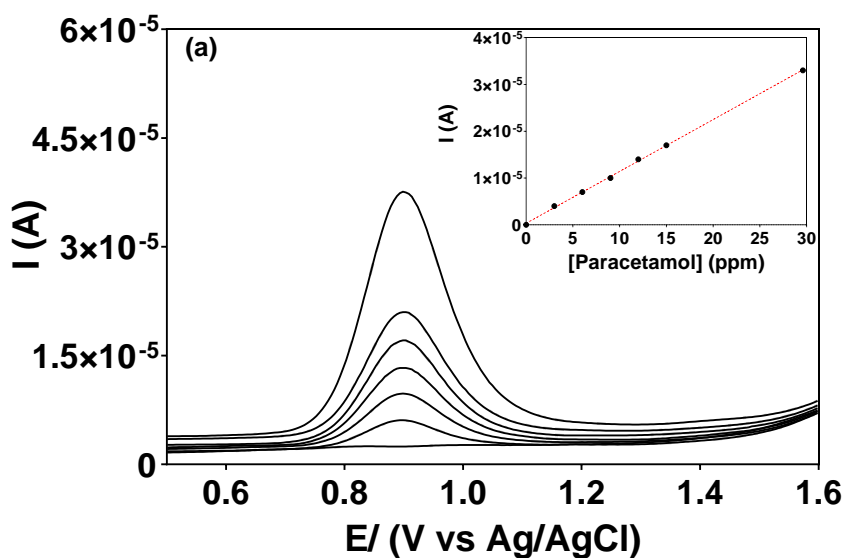 (a)
I (A)
6×10⁻⁵
4.5×10⁻⁵
3×10⁻⁵
1.5×10⁻⁵
0
0.6 0.8 1.0 1.2 1.4 1.6
E/ (V vs Ag/AgCl)
I (A)
4×10⁻⁵
3×10⁻⁵
2×10⁻⁵
1×10⁻⁵
0
0 5 10 15 20 25 30
[Paracetamol] (ppm)